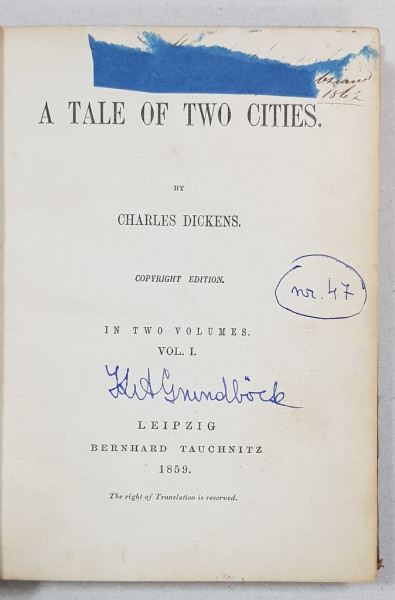 1862
A TALE OF TWO CITIES.
BY
CHARLES DICKENS.
COPYRIGHT EDITION.
nr. 47
IN TWO VOLUMES.
VOL. I.
Grundböck
LEIPZIG
BERNHARD TAUCHNITZ
1859.
The right of Translation is reserved.